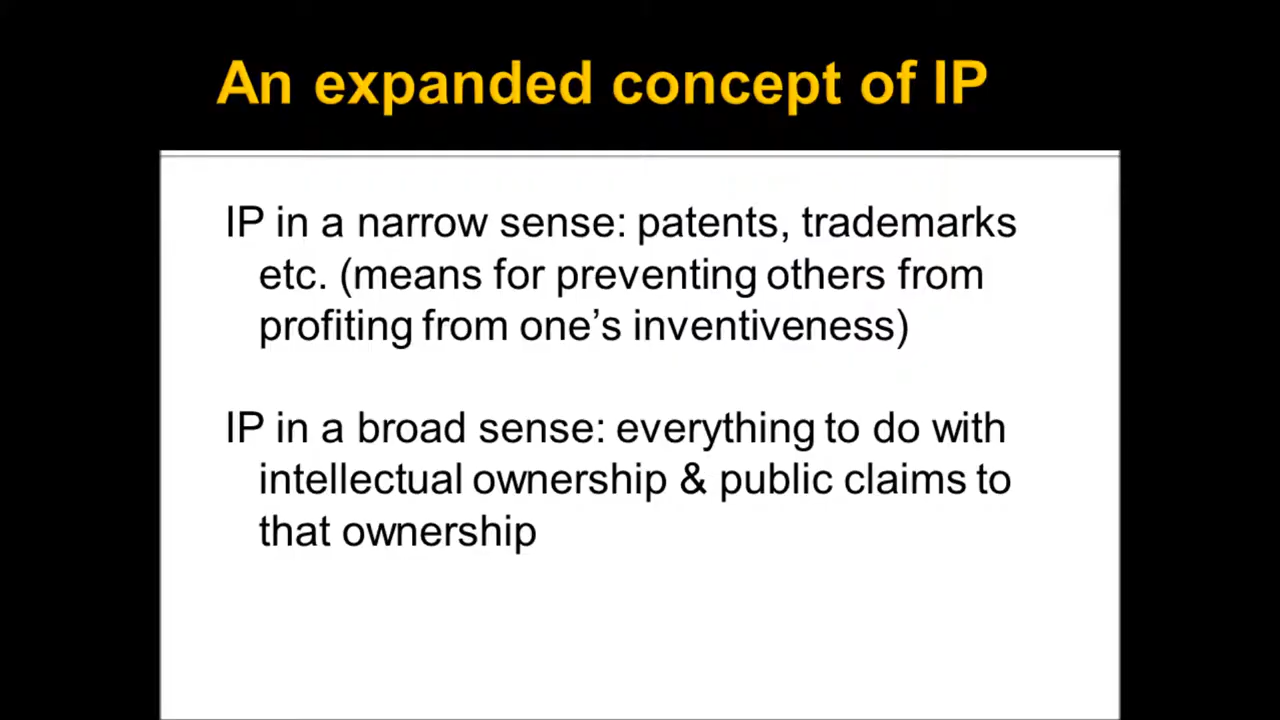 An expanded concept of IP
IP in a narrow sense: patents, trademarks
etc. (means for preventing others from
profiting from one’s inventiveness)
IP in a broad sense: everything to do with
intellectual ownership & public claims to
that ownership